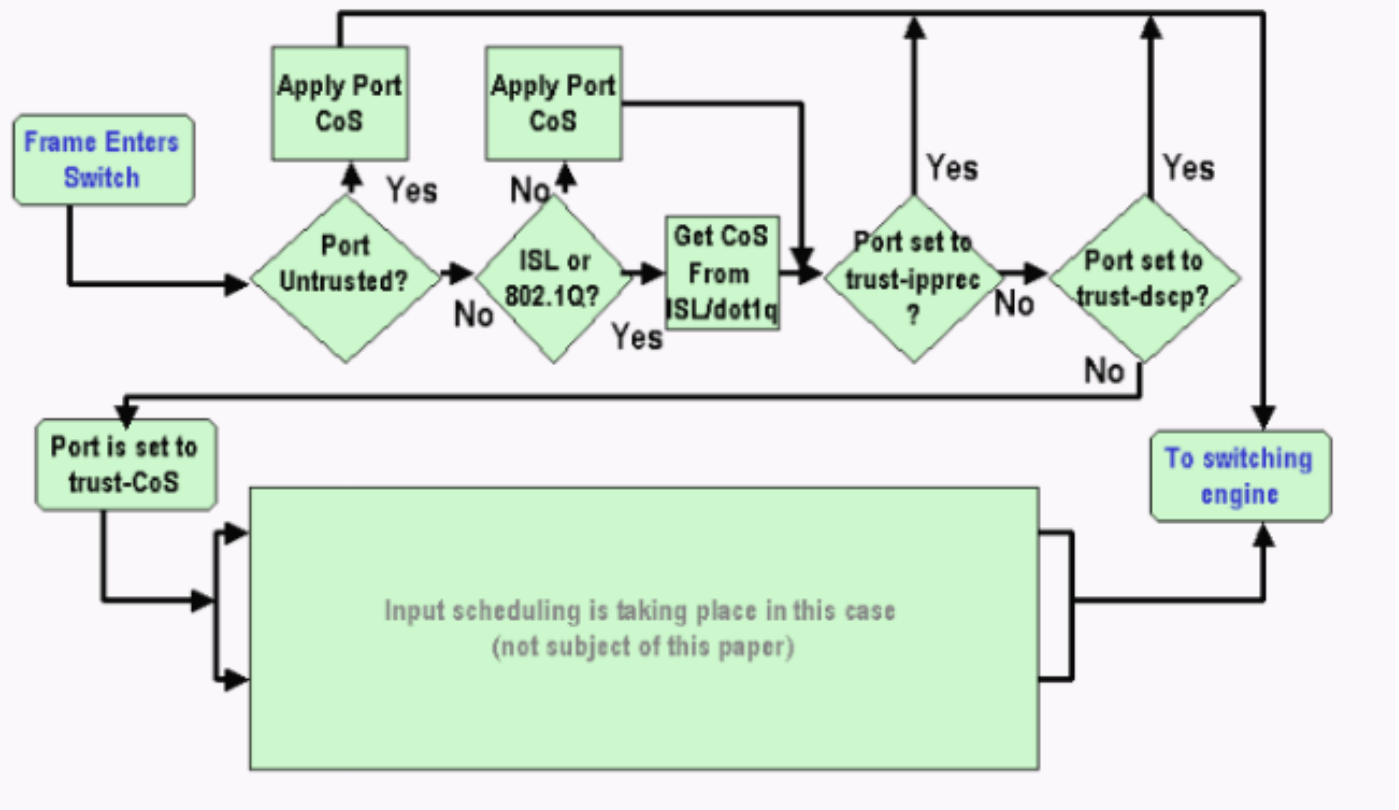 Apply Port
CoS
Apply Port
CoS
Frame Enters
Switch
Yes
No
Yes
Yes
Port
Untrusted?
ISL or
802.1Q?
Get CoS
From
ISL/dot1q
Port set to
trust-ipprec
?
Port set to
trust-dscp?
No
Yes
No
No
Port is set to
trust-CoS
To switching
engine
Input scheduling is taking place in this case
(not subject of this paper)